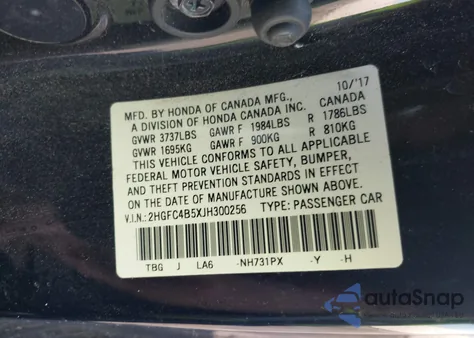 MFD. BY HONDA OF CANADA MFG., 10/'17
A DIVISION OF HONDA CANADA INC. CANADA
GVWR 3737LBS GAWR F 1984LBS R 1786LBS
GVWR 1695KG GAWR F 900KG R 810KG
THIS VEHICLE CONFORMS TO ALL APPLICABLE
FEDERAL MOTOR VEHICLE SAFETY, BUMPER,
AND THEFT PREVENTION STANDARDS IN EFFECT
ON THE DATE OF MANUFACTURE SHOWN ABOVE.
V.I.N.: 2HGFC4B5XJH300256 TYPE: PASSENGER CAR
TBG J LA6 -NH731PX -Y -H
autoSnap